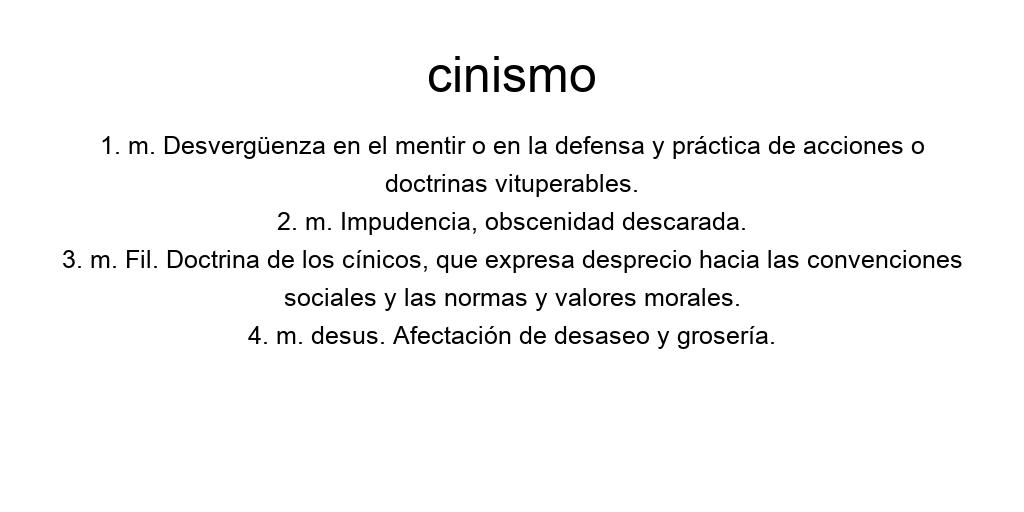 cinismo
1. m. Desvergüenza en el mentir o en la defensa y práctica de acciones o
doctrinas vituperables.
2. m. Impudencia, obscenidad descarada.
3. m. Fil. Doctrina de los cínicos, que expresa desprecio hacia las convenciones
sociales y las normas y valores morales.
4. m. desus. Afectación de desaseo y grosería.